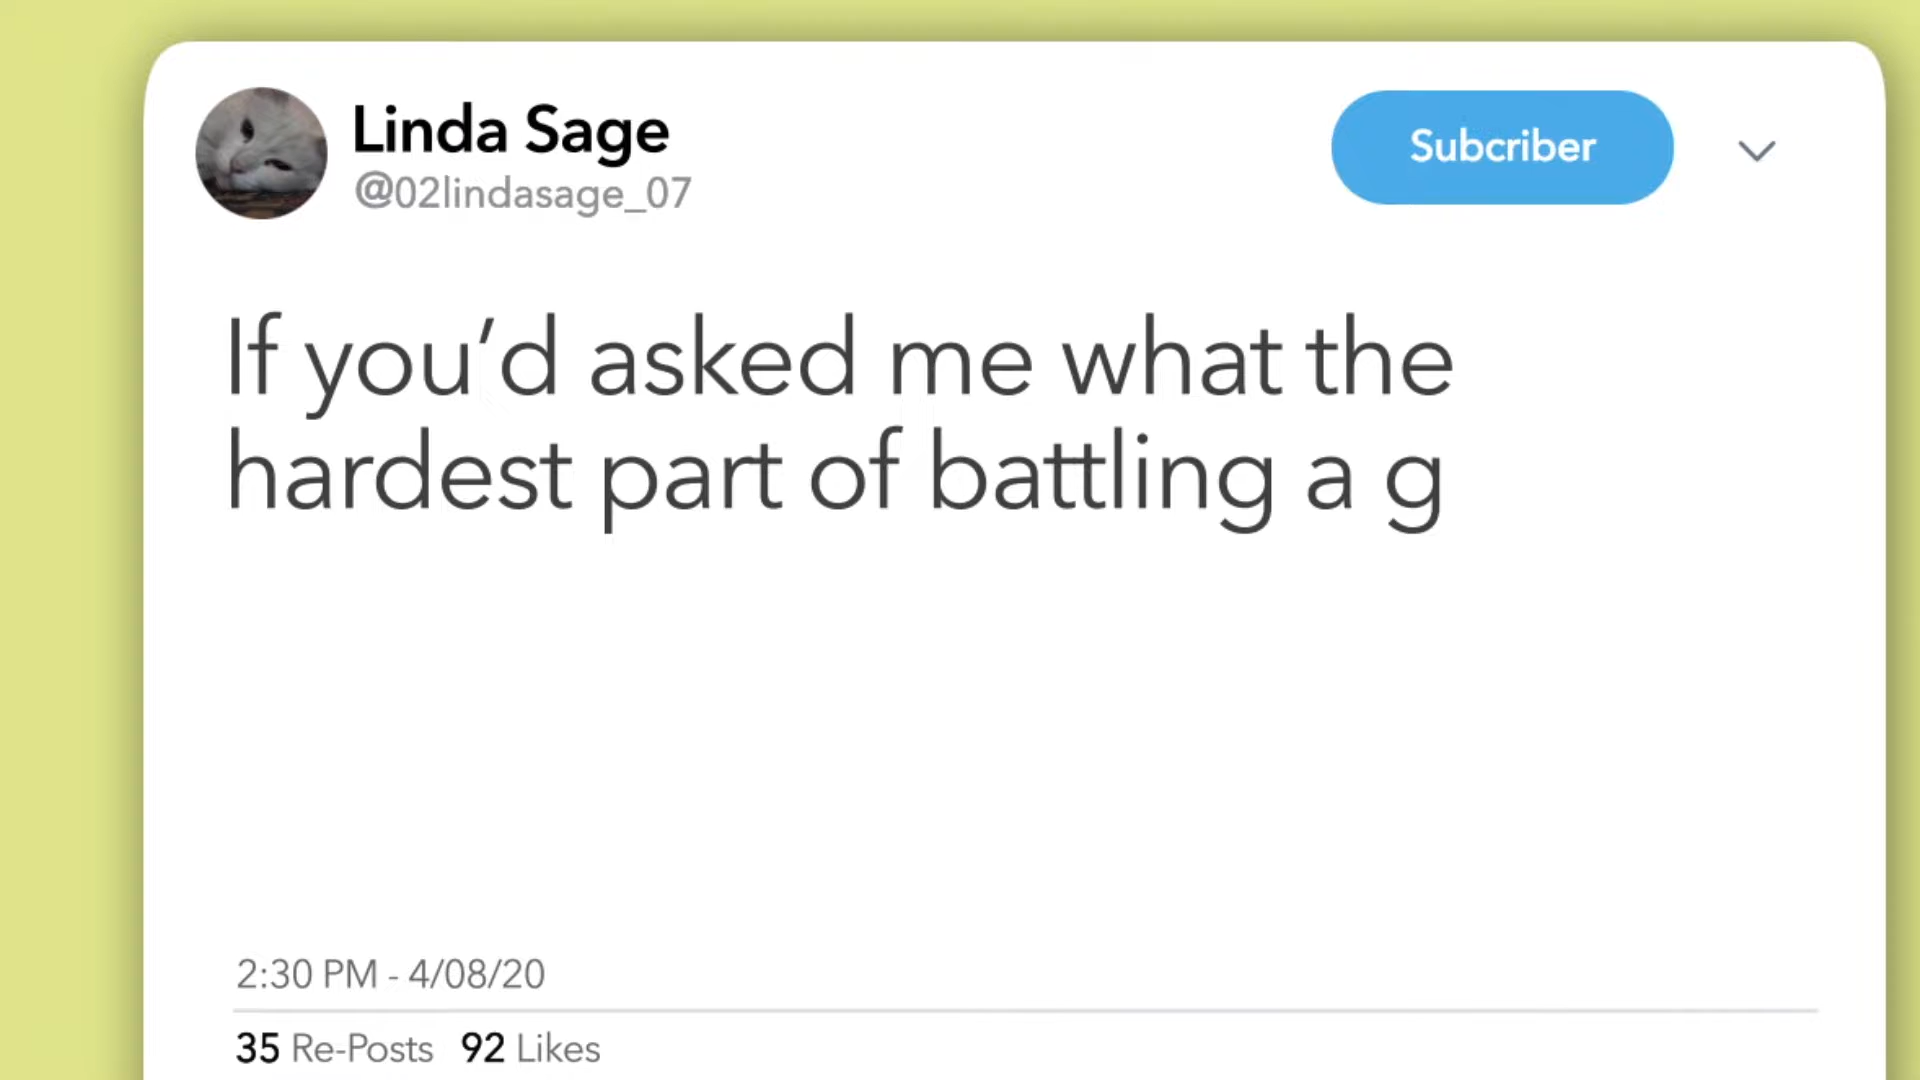 Linda Sage
@02lindasage_07
Subcriber
If you’d asked me what the
hardest part of battling a g
2:30 PM - 4/08/20
35 Re-Posts 92 Likes